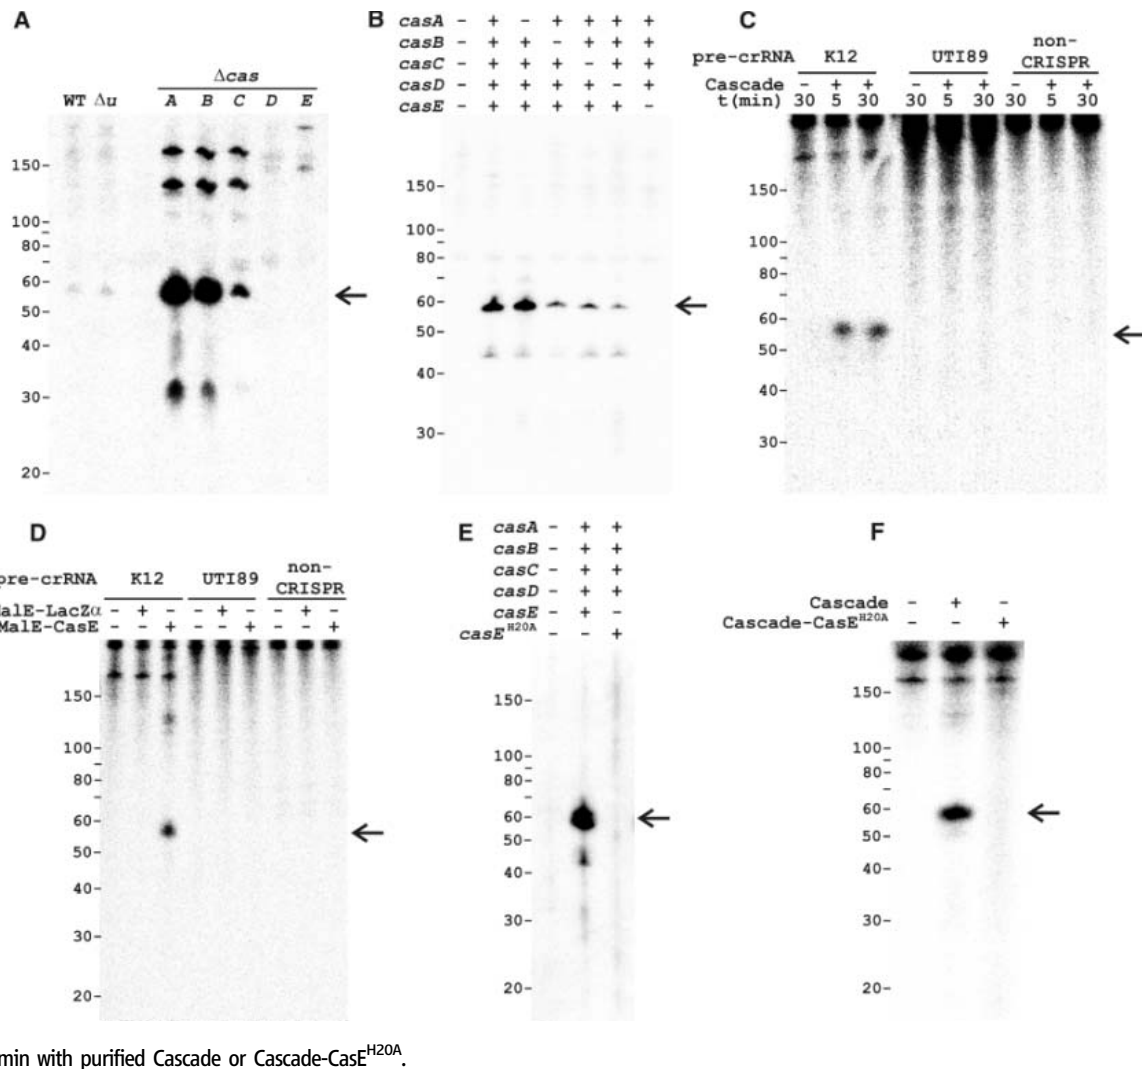 A
Δcas
WT Δu A B C D E
150-
100-
80-
60-
50-
40-
30-
20-
B
casA - + - + + + +
casB - + + - + + +
casC - + + + - + +
casD - + + + - + +
casE - + + + + + -
150-
100-
80-
60-
50-
40-
30-
C
pre-crRNA K12 UTI89 non-CRISPR
Cascade - + + - + + - + +
t(min) 30 5 30 30 5 30 30 5 30
150-
100-
80-
60-
50-
40-
30-
D
pre-crRNA K12 UTI89 non-CRISPR
MalE-LacZα - + - - + - - + -
MalE-CasE - - + - - + - - +
150-
100-
80-
60-
50-
40-
30-
20-
E
casA - + +
casB - + +
casC - + +
casD - + +
casE - + -
casE^H20A - - +
150-
100-
80-
60-
50-
40-
30-
20-
F
Cascade - + -
Cascade-CasE^H20A - - +
150-
100-
80-
60-
50-
40-
30-
20-
min with purified Cascade or Cascade-CasE^H20A.